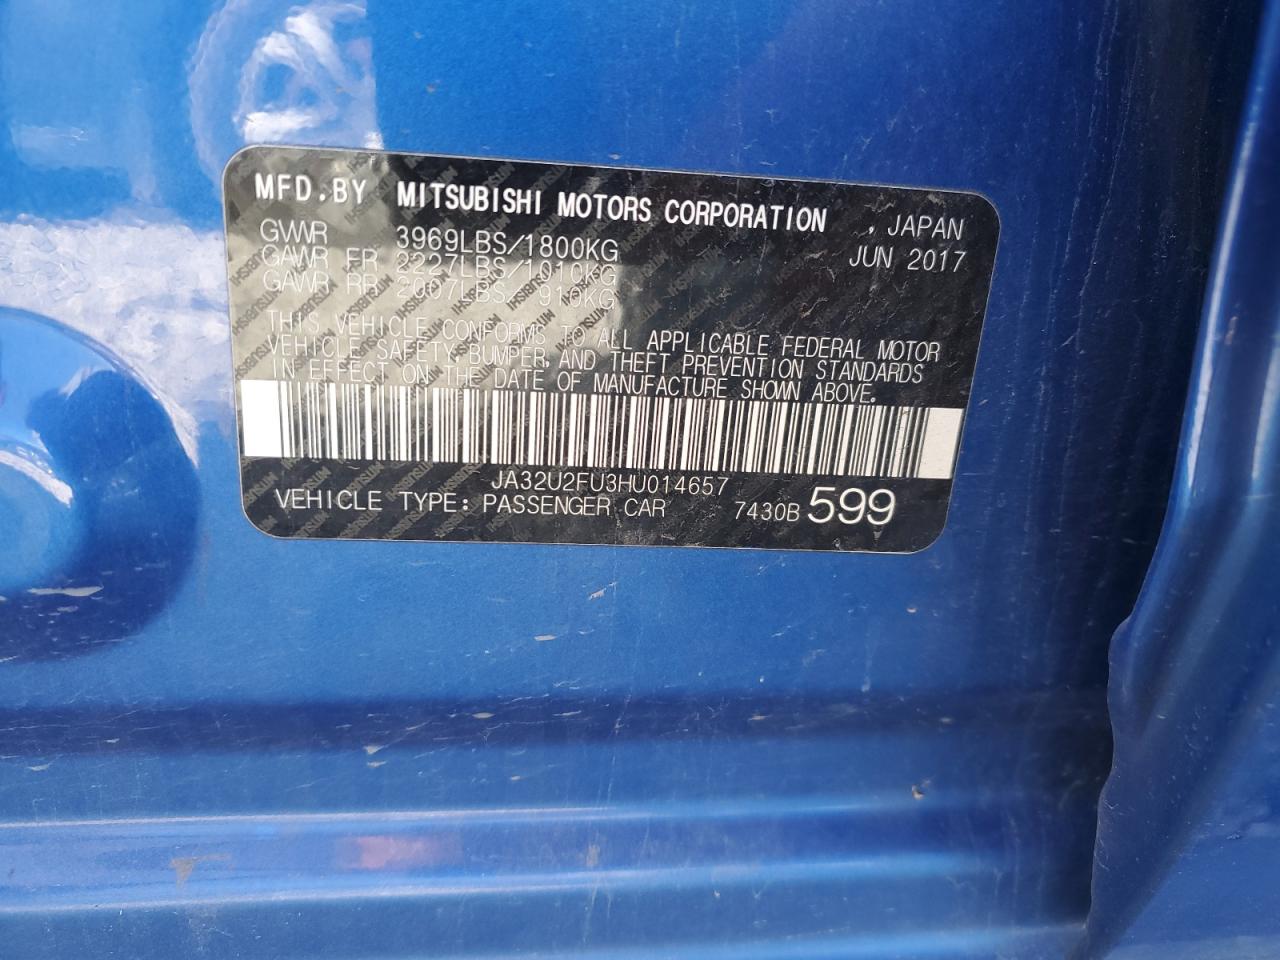 MFD.BY MITSUBISHI MOTORS CORPORATION , JAPAN
GVWR 3969LBS/1800KG JUN 2017
GAWR FR 2227LBS/1010KG
GAWR RR 2007LBS/ 910KG
THIS VEHICLE CONFORMS TO ALL APPLICABLE FEDERAL MOTOR
VEHICLE SAFETY, BUMPER, AND THEFT PREVENTION STANDARDS
IN EFFECT ON THE DATE OF MANUFACTURE SHOWN ABOVE.
JA32U2FU3HU014657
VEHICLE TYPE: PASSENGER CAR 7430B 599